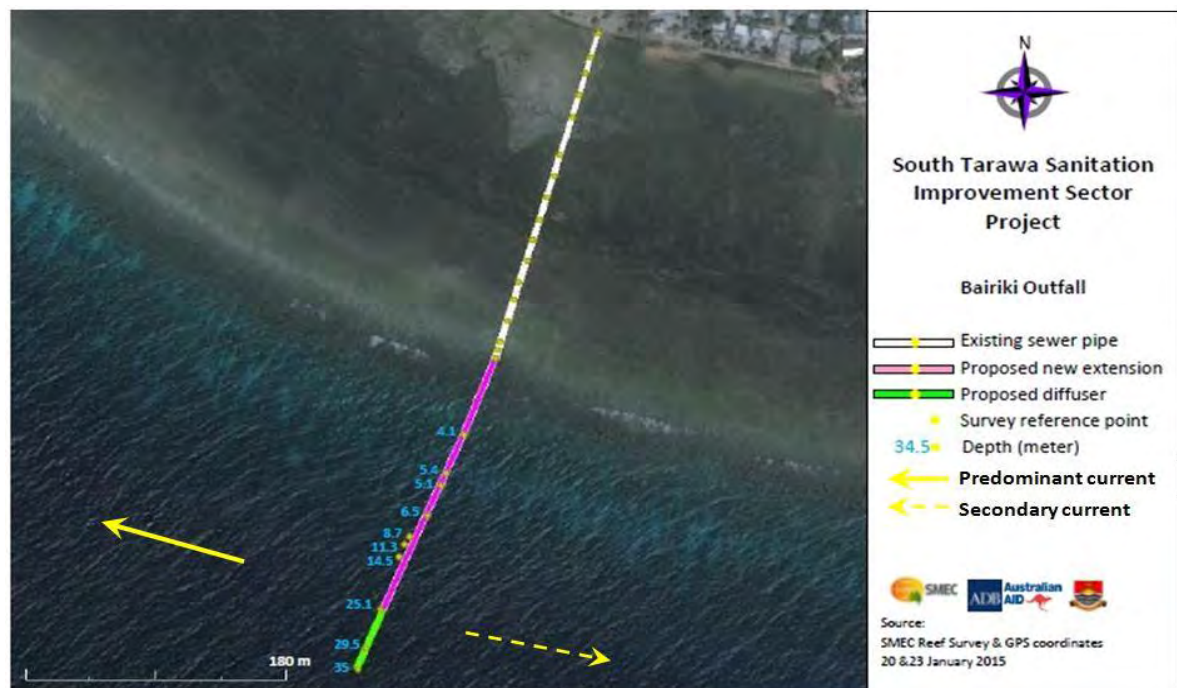 N
South Tarawa Sanitation
Improvement Sector
Project
Bairiki Outfall
Existing sewer pipe
Proposed new extension
Proposed diffuser
Survey reference point
34.5 Depth (meter)
Predominant current
Secondary current
SMEC
ADB
Australian
AID
Source:
SMEC Reef Survey & GPS coordinates
20 &23 January 2015
4.1
5.4
5.1
6.5
8.7
11.3
14.5
25.1
29.5
35
180 m